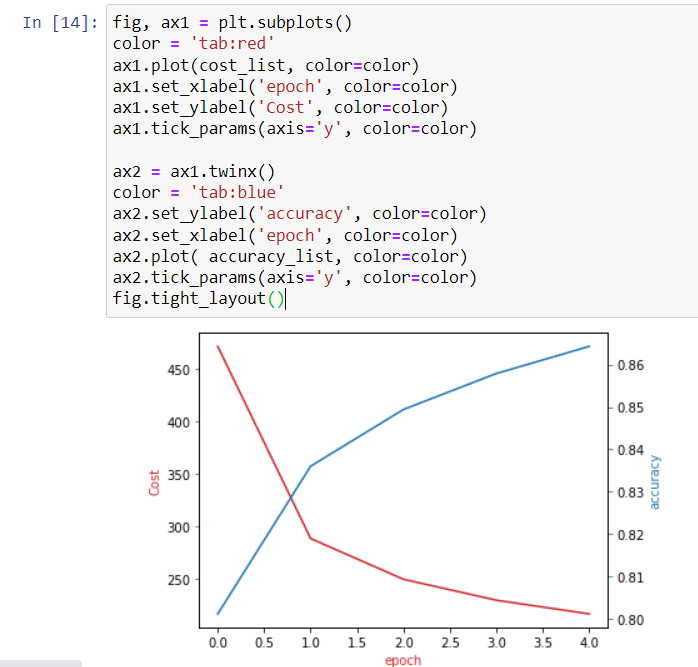 In [14]: fig, ax1 = plt.subplots()
color = 'tab:red'
ax1.plot(cost_list, color=color)
ax1.set_xlabel('epoch', color=color)
ax1.set_ylabel('Cost', color=color)
ax1.tick_params(axis='y', color=color)
ax2 = ax1.twinx()
color = 'tab:blue'
ax2.set_ylabel('accuracy', color=color)
ax2.set_xlabel('epoch', color=color)
ax2.plot( accuracy_list, color=color)
ax2.tick_params(axis='y', color=color)
fig.tight_layout()
450
400
350
300
250
Cost
0.86
0.85
0.84
0.83
0.82
0.81
0.80
accuracy
0.0 0.5 1.0 1.5 2.0 2.5 3.0 3.5 4.0
epoch